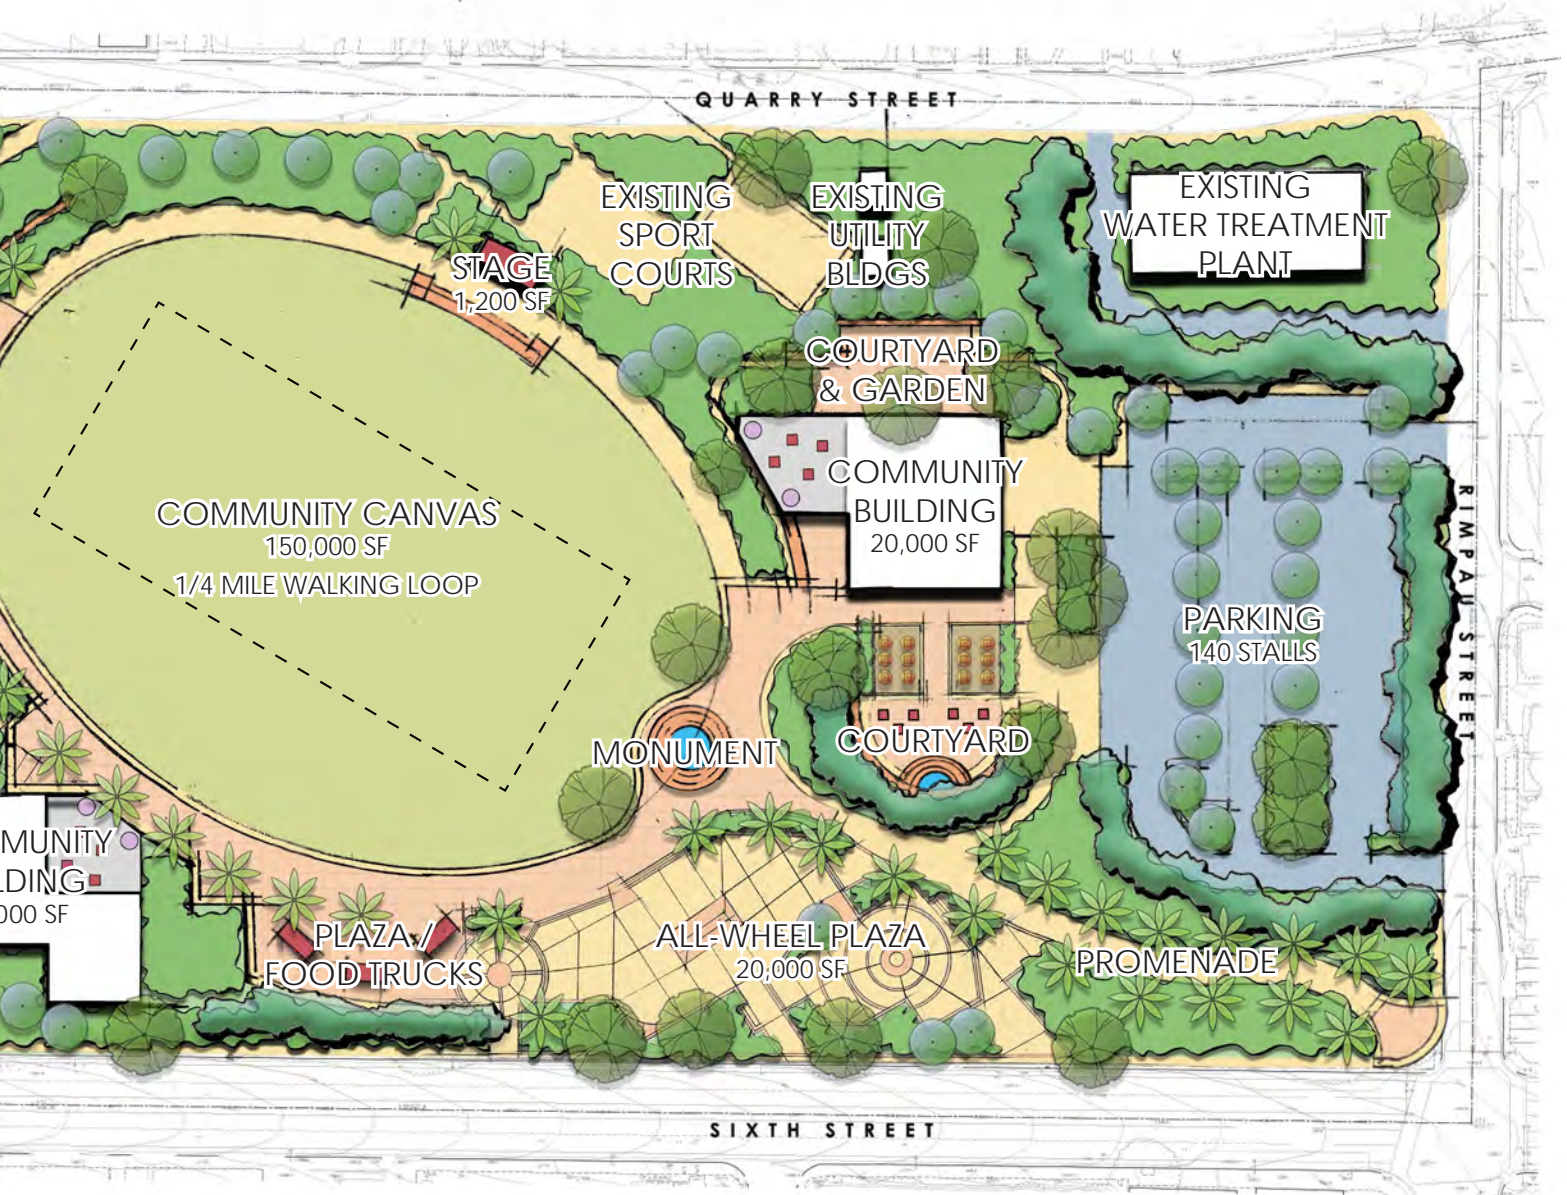 QUARRY STREET
EXISTING
SPORT
COURTS
EXISTING
UTILITY
BLDGS
EXISTING
WATER TREATMENT
PLANT
STAGE
1,200 SF
COURTYARD
& GARDEN
COMMUNITY
BUILDING
20,000 SF
COMMUNITY CANVAS
150,000 SF
1/4 MILE WALKING LOOP
PARKING
140 STALLS
RIMPAU STREET
MONUMENT
COURTYARD
MUNITY
LDING
000 SF
PLAZA /
FOOD TRUCKS
ALL-WHEEL PLAZA
20,000 SF
PROMENADE
SIXTH STREET